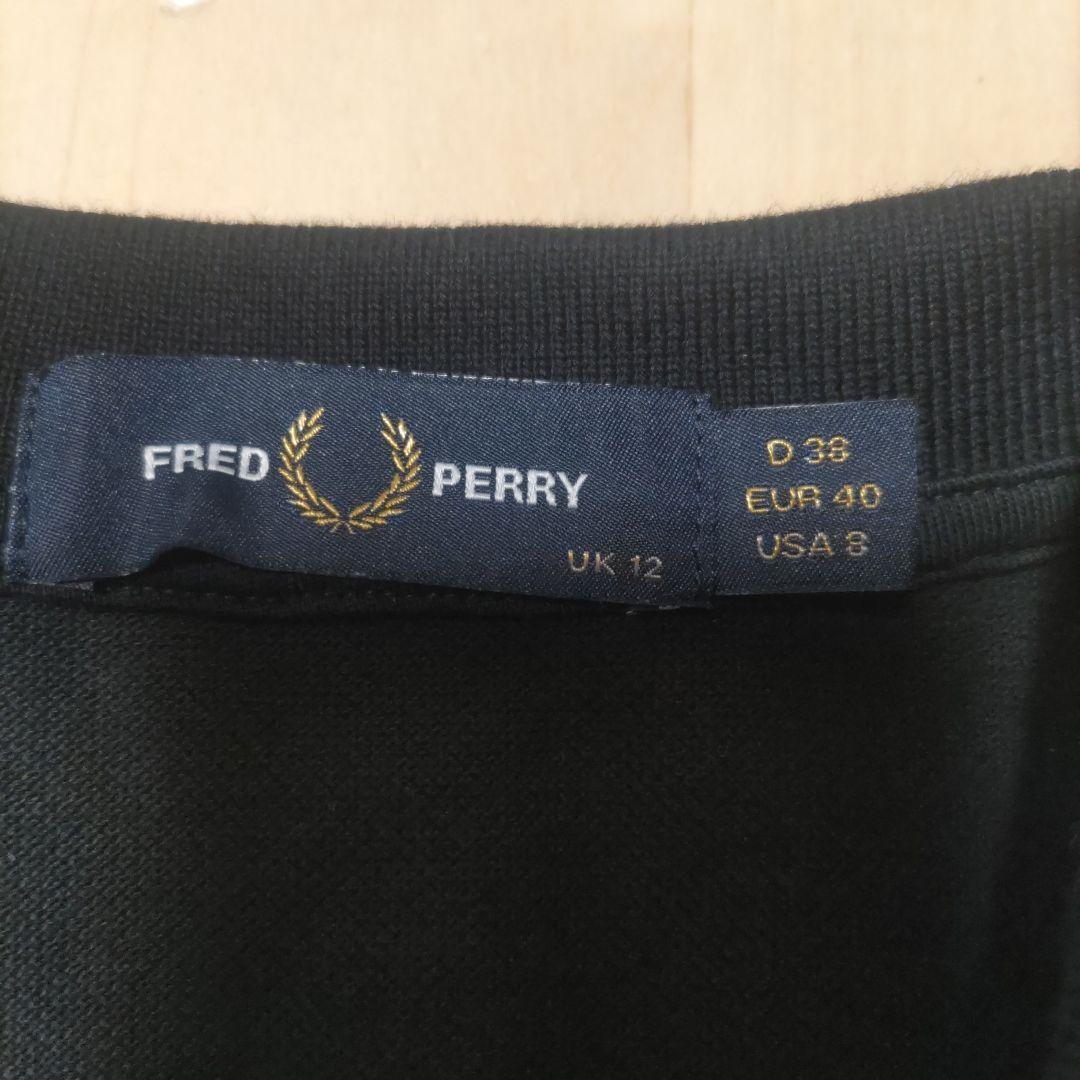 FRED PERRY
UK 12
D 38
EUR 40
USA 8